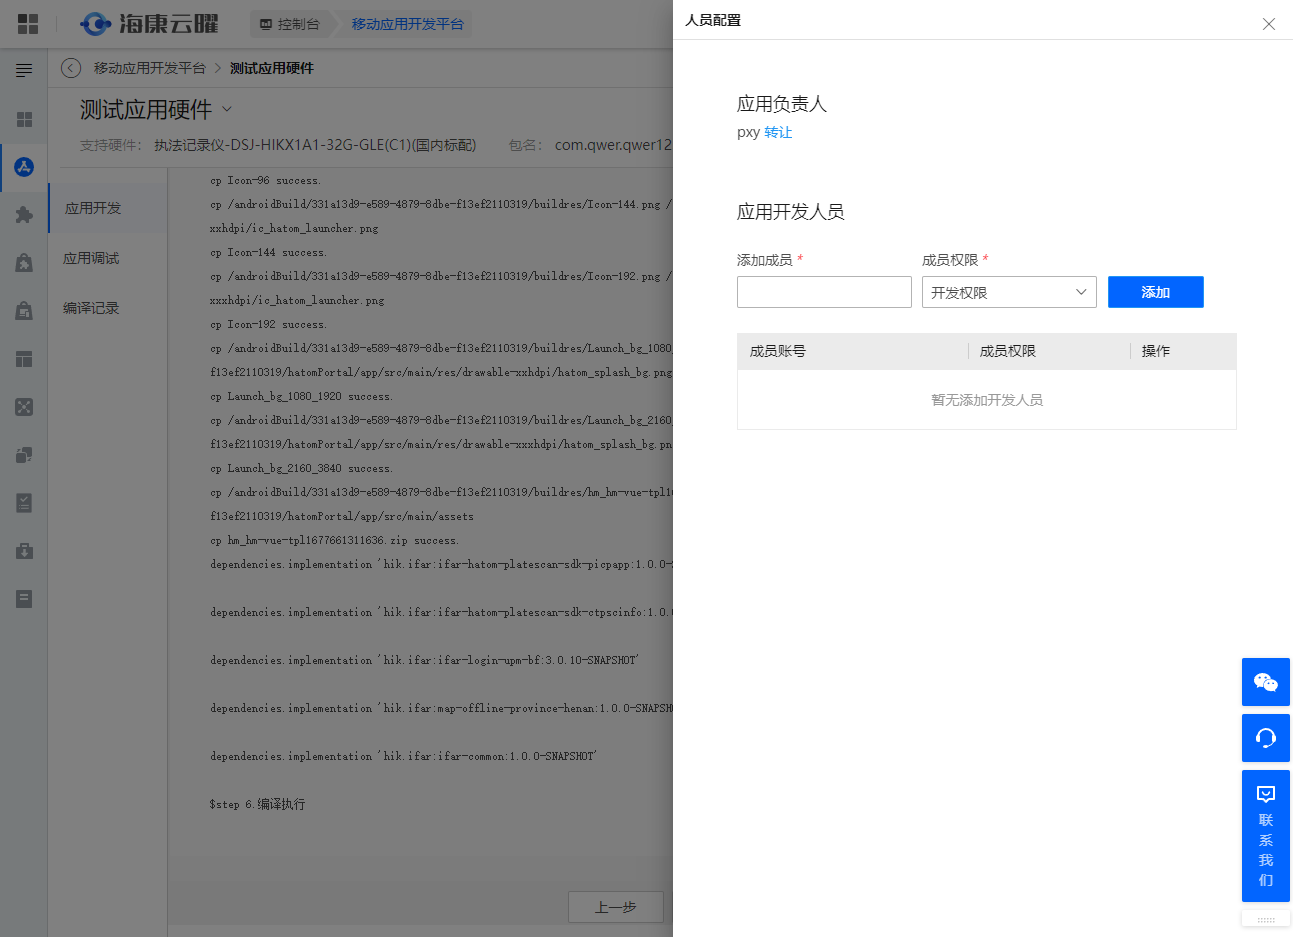 海康云曜
控制台
移动应用开发平台
移动应用开发平台 > 测试应用硬件
测试应用硬件
支持硬件: 执法记录仪-DSJ-HIKX1A1-32G-GLE(C1)(国内标配) 包名: com.qwer.qwer12
应用开发
应用调试
编译记录
cp Icon-96 success.
cp /androidBuild/331a13d9-e589-4879-8dbe-f13ef2110319/buildres/Icon-144.png /
xxhdpi/ic_hatom_launcher.png
cp Icon-144 success.
cp /androidBuild/331a13d9-e589-4879-8dbe-f13ef2110319/buildres/Icon-192.png /
xxxhdpi/ic_hatom_launcher.png
cp Icon-192 success.
cp /androidBuild/331a13d9-e589-4879-8dbe-f13ef2110319/buildres/Launch_bg_1080_
f13ef2110319/hatomPortal/app/src/main/res/drawable-xxhdpi/hatom_splash_bg.png
cp Launch_bg_1080_1920 success.
cp /androidBuild/331a13d9-e589-4879-8dbe-f13ef2110319/buildres/Launch_bg_2160_
f13ef2110319/hatomPortal/app/src/main/res/drawable-xxxhdpi/hatom_splash_bg.pn
cp Launch_bg_2160_3840 success.
cp /androidBuild/331a13d9-e589-4879-8dbe-f13ef2110319/buildres/hm_hm-vue-tpl16
f13ef2110319/hatomPortal/app/src/main/assets
cp hm_hm-vue-tpl1677661311636.zip success.
dependencies.implementation 'hik.ifar:ifar-hatom-platescan-sdk-picpapp:1.0.0-
dependencies.implementation 'hik.ifar:ifar-hatom-platescan-sdk-ctpscinfo:1.0.
dependencies.implementation 'hik.ifar:ifar-login-upm-bf:3.0.10-SNAPSHOT'
dependencies.implementation 'hik.ifar:map-offline-province-henan:1.0.0-SNAPSH
dependencies.implementation 'hik.ifar:ifar-common:1.0.0-SNAPSHOT'
$step 6.编译执行
上一步
人员配置
应用负责人
pxy 转让
应用开发人员
添加成员 * 成员权限 *
开发权限 添加
成员账号 成员权限 操作
暂无添加开发人员
联
系
我
们